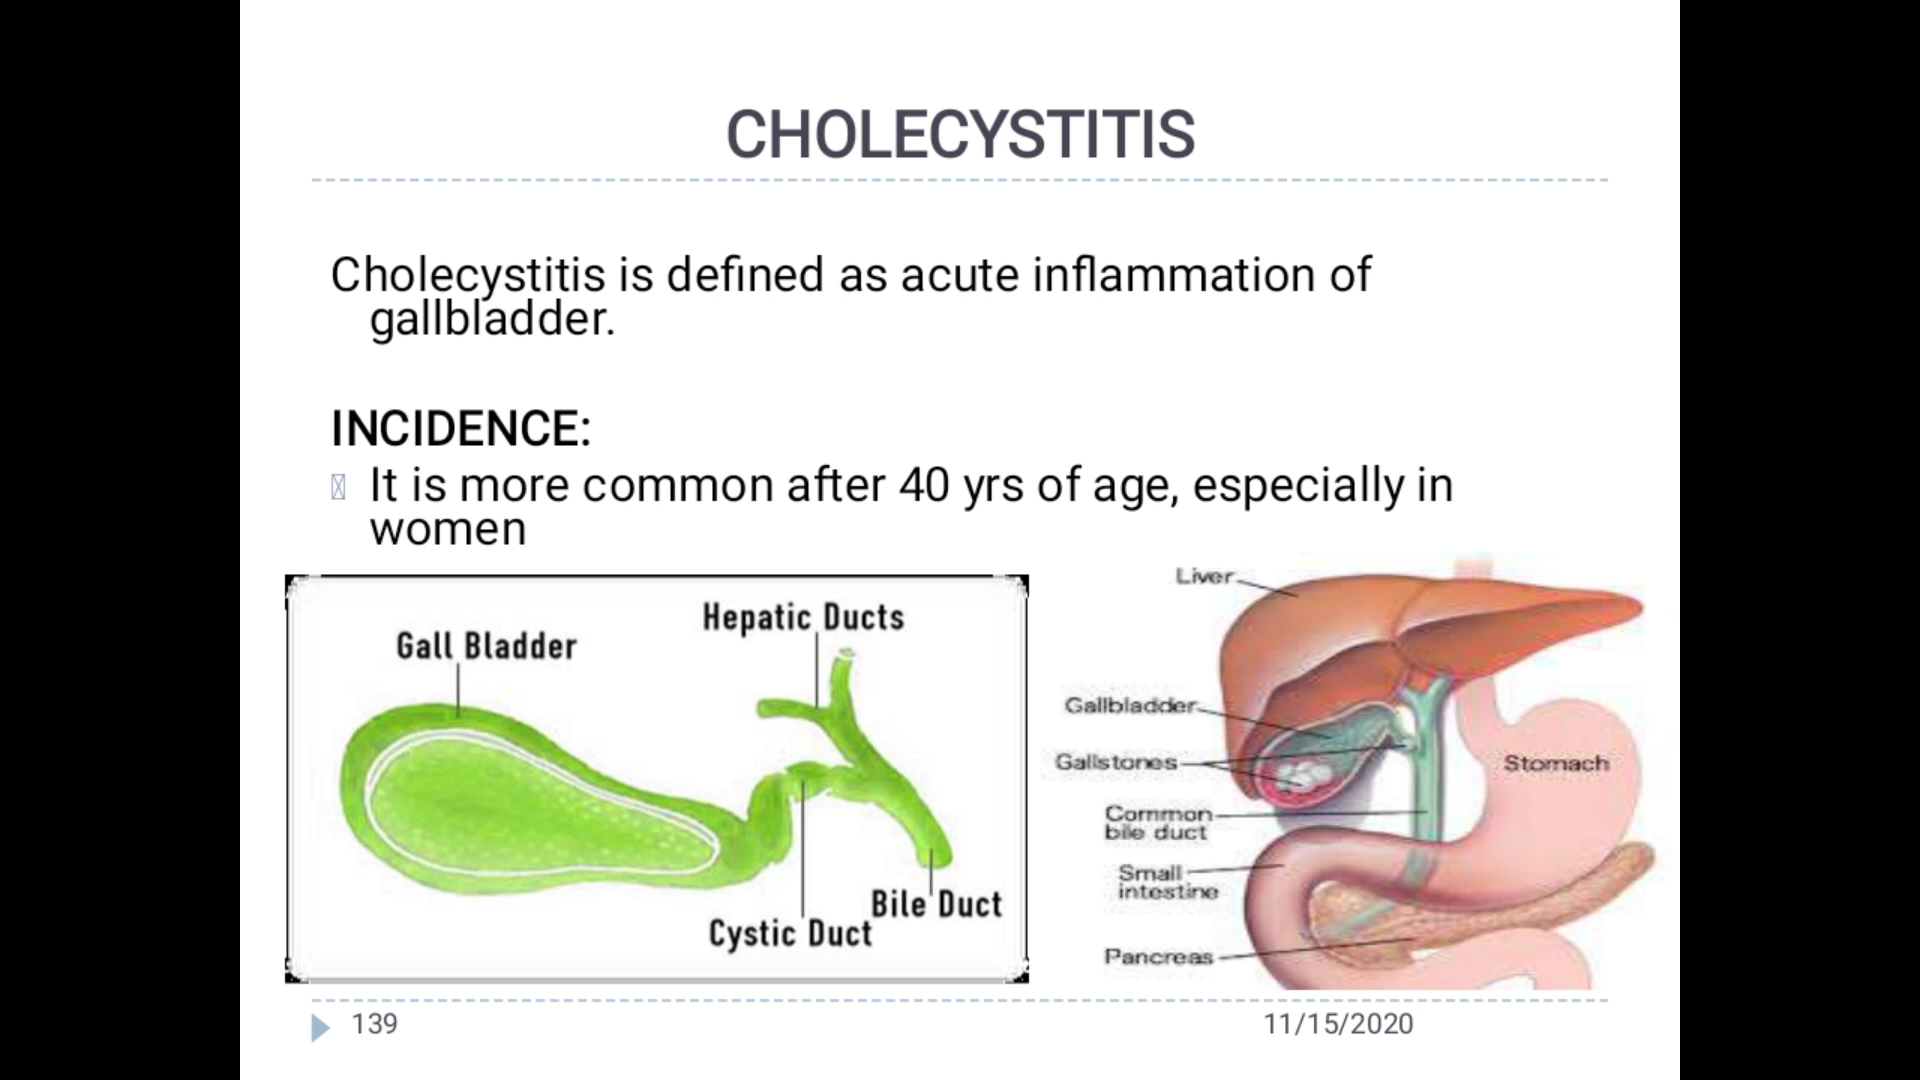 CHOLECYSTITIS
Cholecystitis is defined as acute inflammation of
gallbladder.
INCIDENCE:
It is more common after 40 yrs of age, especially in
women
Gall Bladder
Hepatic Ducts
Cystic Duct
Bile Duct
Liver
Gallbladder
Gallstones
Stomach
Common
bile duct
Small
intestine
Pancreas
139
11/15/2020